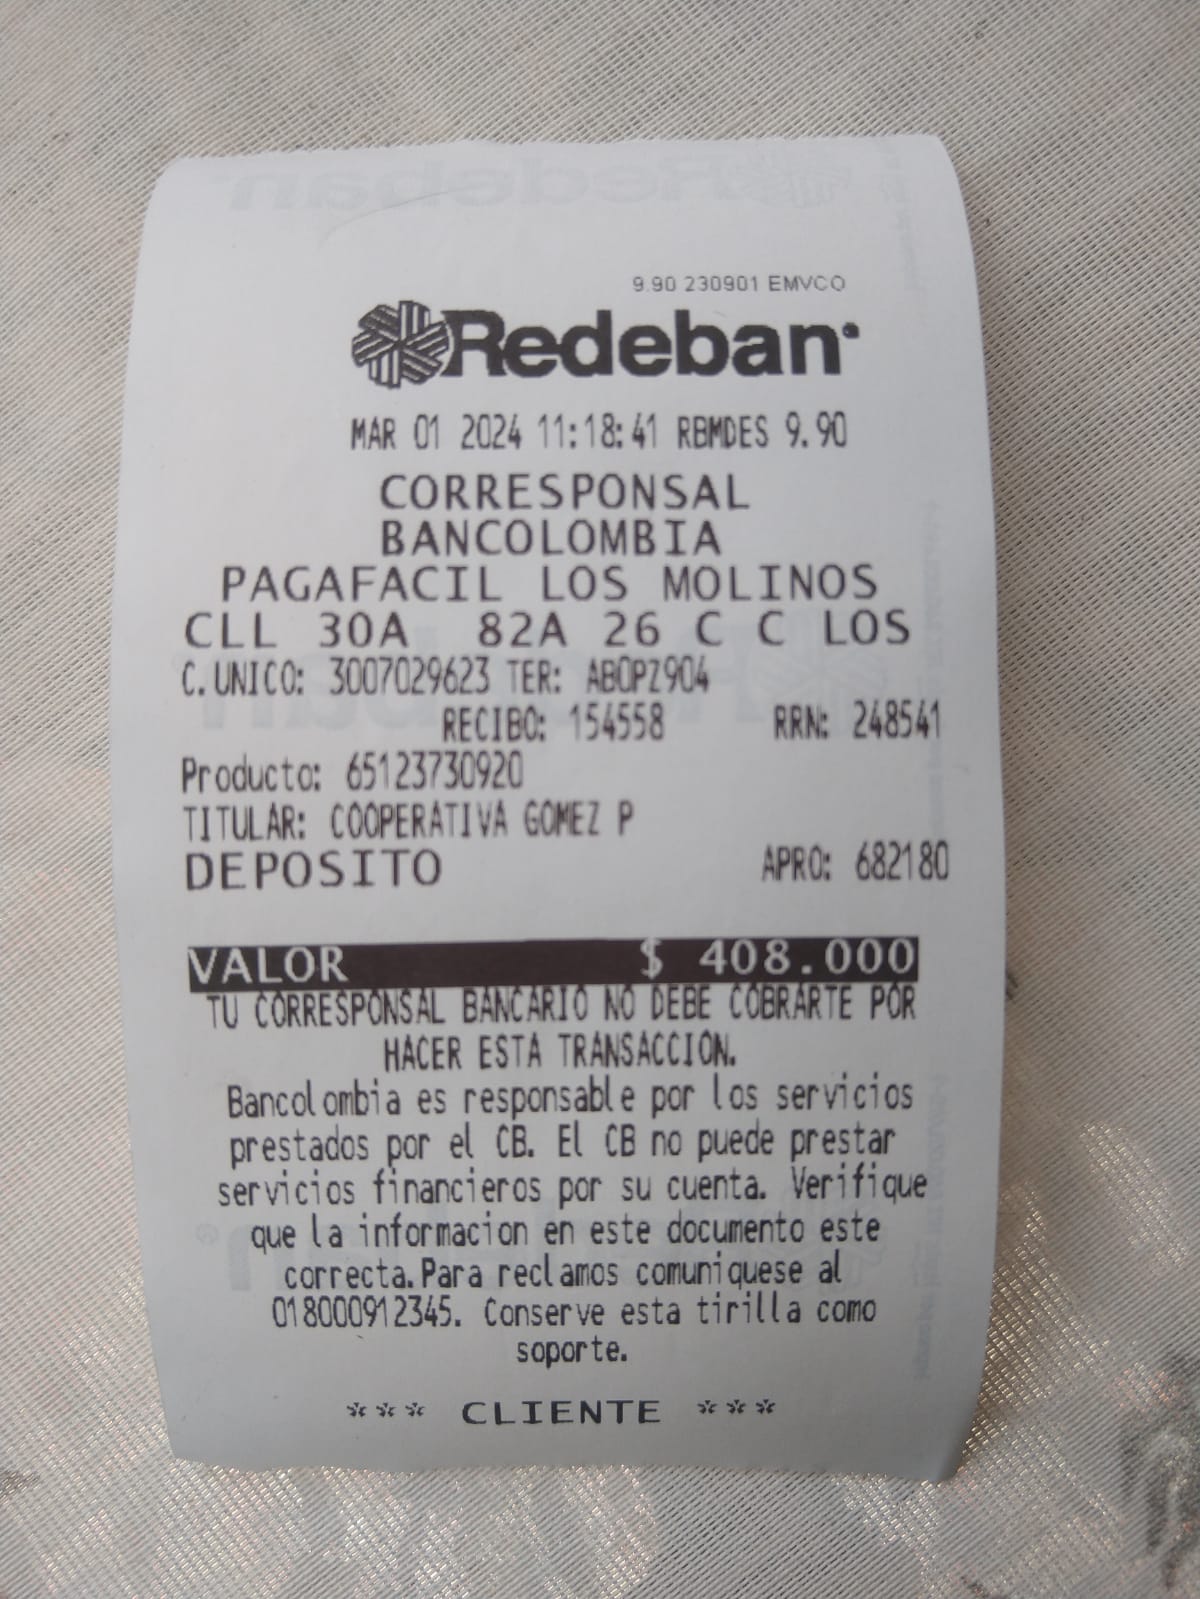 9.90 230901 EMVCO
Redeban
MAR 01 2024 11:18:41 RBMDES 9.90
CORRESPONSAL
BANCOLOMBIA
PAGAFACIL LOS MOLINOS
CLL 30A 82A 26 C C LOS
C.UNICO: 3007029623 TER: ABOPZ904
RECIBO: 154558 RRN: 248541
Producto: 65123730920
TITULAR: COOPERATIVA GOMEZ P
DEPOSITO APRO: 682180
VALOR $ 408.000
TU CORRESPONSAL BANCARIO NO DEBE COBRARTE POR
HACER ESTA TRANSACCION.
Bancolombia es responsable por los servicios
prestados por el CB. El CB no puede prestar
servicios financieros por su cuenta. Verifique
que la informacion en este documento este
correcta.Para reclamos comuniquese al
018000912345. Conserve esta tirilla como
soporte.
*** CLIENTE ***